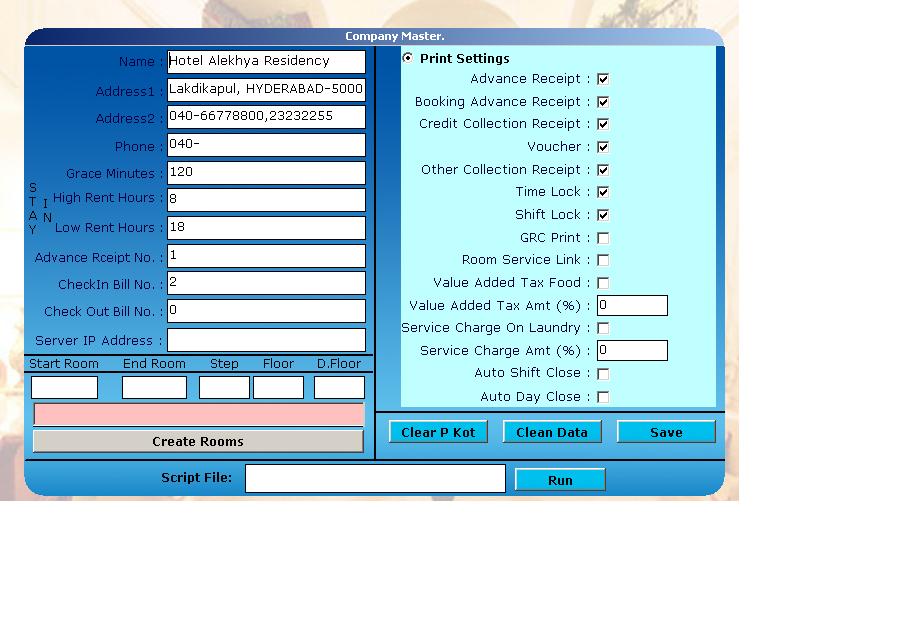 Company Master.
Name : Hotel Alekhya Residency
Address1 : Lakdikapul, HYDERABAD-5000
Address2 : 040-66778800,23232255
Phone : 040-
Grace Minutes : 120
STAY IN
High Rent Hours : 8
Low Rent Hours : 18
Advance Rceipt No. : 1
CheckIn Bill No. : 2
Check Out Bill No. : 0
Server IP Address :
Start Room End Room Step Floor D.Floor
Create Rooms
Print Settings
Advance Receipt :
Booking Advance Receipt :
Credit Collection Receipt :
Voucher :
Other Collection Receipt :
Time Lock :
Shift Lock :
GRC Print :
Room Service Link :
Value Added Tax Food :
Value Added Tax Amt (%) : 0
Service Charge On Laundry :
Service Charge Amt (%) : 0
Auto Shift Close :
Auto Day Close :
Clear P Kot Clean Data Save
Script File: Run